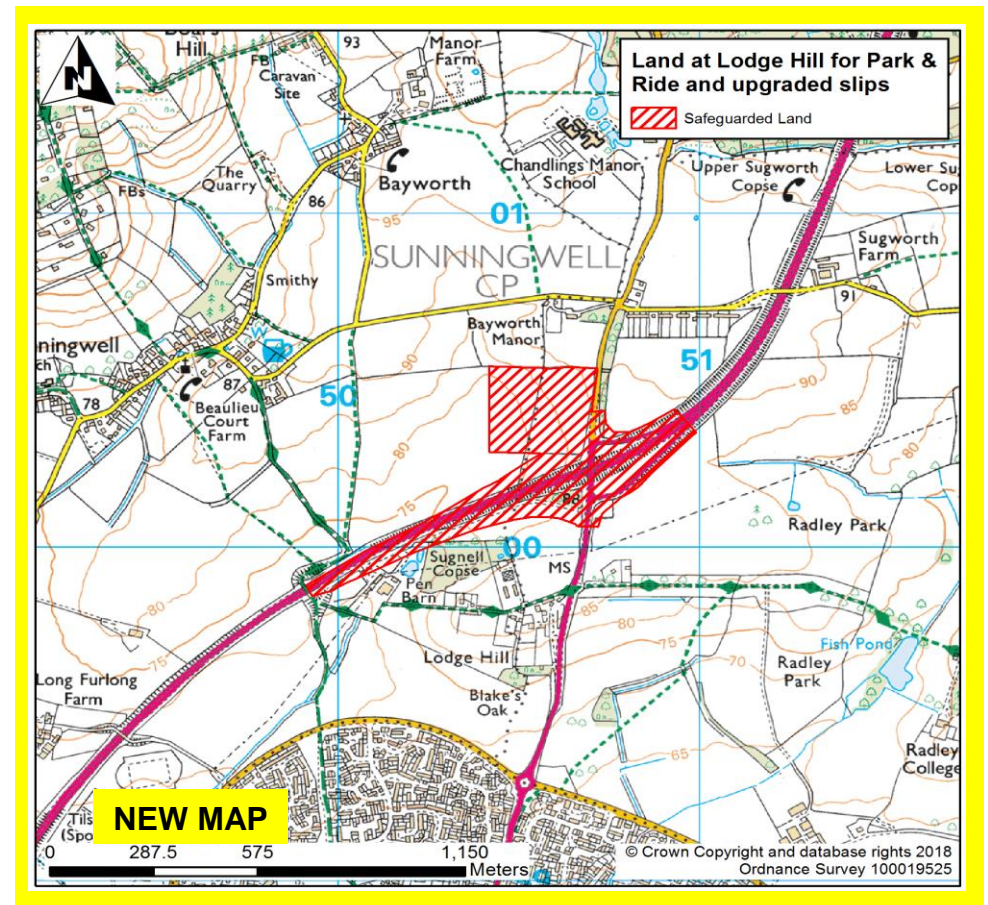 Hill
FB
Caravan
Site
93
Manor
Farm
N
Land at Lodge Hill for Park &
Ride and upgraded slips
Safeguarded Land
FBs
The
Quarry
86
Bayworth
95
01
Chandlings Manor
School
Upper Sugworth
Copse
Lower
SUNNINGWELL
CP
Sugworth
Farm
91
Smithy
Bayworth
Manor
ningwell
ch
78
87
Beaulieu
Court
Farm
50
90
51
90
85
80
80
75
86
Radley Park
00
Sugnell
Copse
MS
Pen
Barn
80
75
85
80
75
70
Fish Pond
Lodge Hill
Radley
Park
Long Furlong
Farm
Blake's
Oak
65
Radley
College
NEW MAP
0 287.5 575 1,150
Meters
© Crown Copyright and database rights 2018
Ordnance Survey 100019525